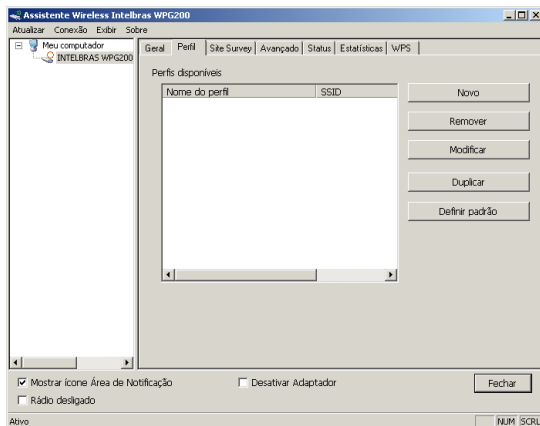 Assistente Wireless Intelbras WPG200
Atualizar Conexão Exibir Sobre
Meu computador
INTELBRAS WPG200
Geral Perfil Site Survey Avançado Status Estatísticas WPS
Perfis disponíveis
Nome do perfil SSID
Novo
Remover
Modificar
Duplicar
Definir padrão
Mostrar ícone Área de Notificação Desativar Adaptador Fechar
Rádio desligado
Ativo NUM SCRL